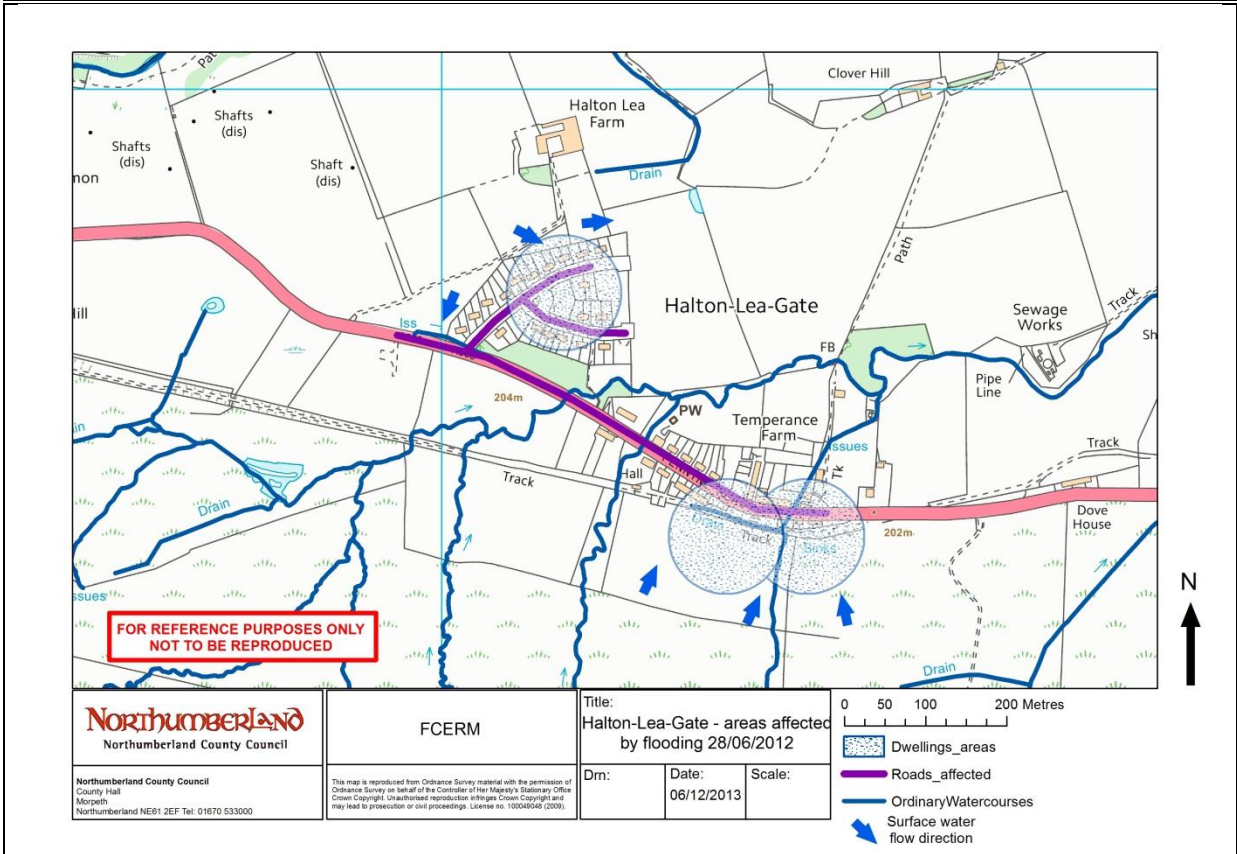 Path
Clover Hill
Halton Lea
Farm
Shafts
(dis)
Shafts
(dis)
Shaft
(dis)
Drain
non
Path
Halton-Lea-Gate
Sewage
Works
Track
Iss
ill
FB
Sh
Pipe
Line
204m
PW
Temperance
Farm
Issues
Track
Hall
Tk
Track
Drain
Drain
Track
Sinks
202m
Dove
House
ain
ssues
Drain
N
FOR REFERENCE PURPOSES ONLY
NOT TO BE REPRODUCED
NORTHUMBERLAND
Northumberland County Council
Northumberland County Council
County Hall
Morpeth
Northumberland NE61 2EF Tel: 01670 533000
FCERM
This map is reproduced from Ordnance Survey material with the permission of
Ordnance Survey on behalf of the Controller of Her Majesty's Stationary Office
Crown Copyright. Unauthorised reproduction infringes Crown Copyright and
may lead to prosecution or civil proceedings. License no. 100049048 (2009).
Title:
Halton-Lea-Gate - areas affected
by flooding 28/06/2012
Drn:
Date:
06/12/2013
Scale:
0 50 100 200 Metres
Dwellings_areas
Roads_affected
OrdinaryWatercourses
Surface water
flow direction